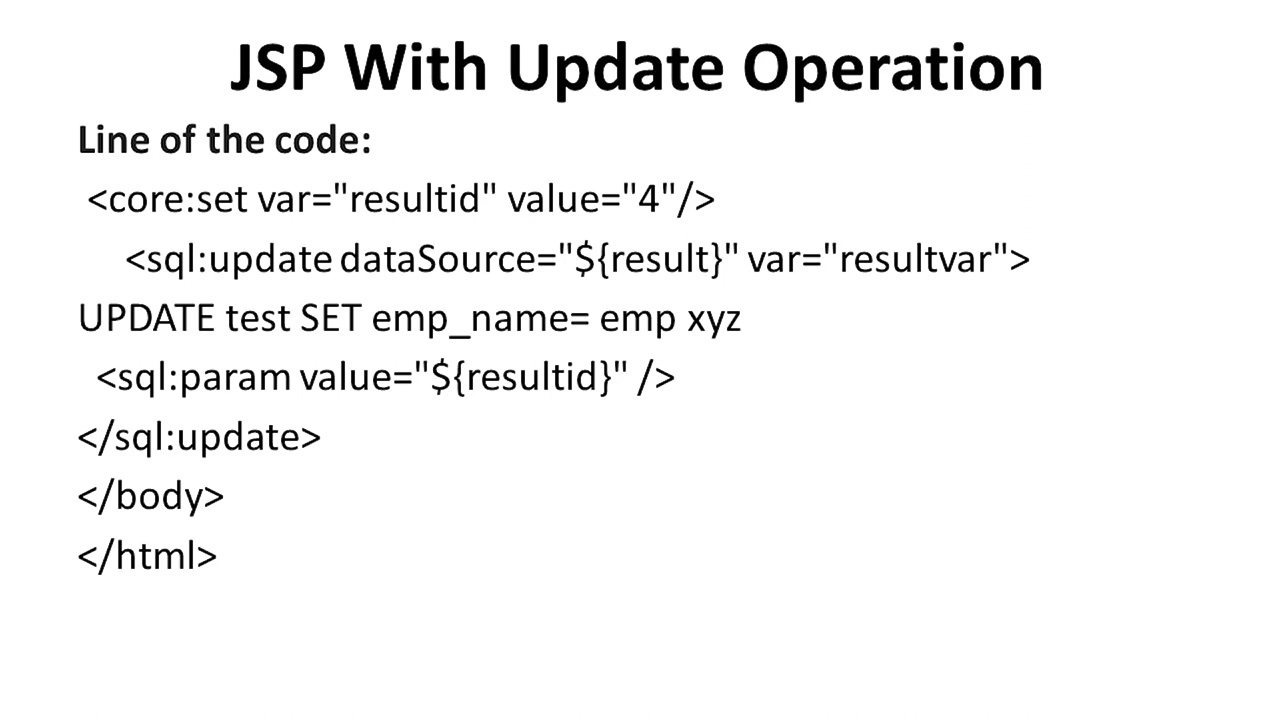 JSP With Update Operation
Line of the code:
<core:set var="resultid" value="4"/>
<sql:update dataSource="${result}" var="resultvar">
UPDATE test SET emp_name= emp xyz
<sql:param value="${resultid}" />
</sql:update>
</body>
</html>